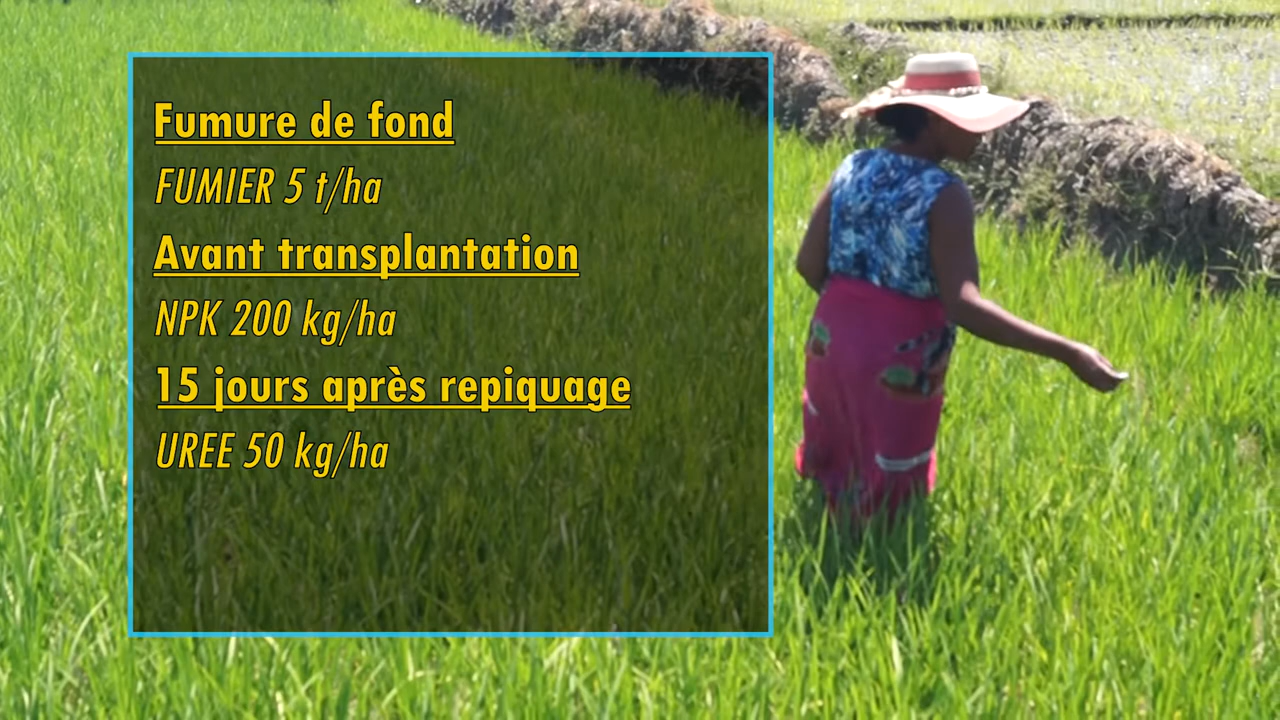 Fumure de fond
FUMIER 5 t/ha
Avant transplantation
NPK 200 kg/ha
15 jours après repiquage
UREE 50 kg/ha